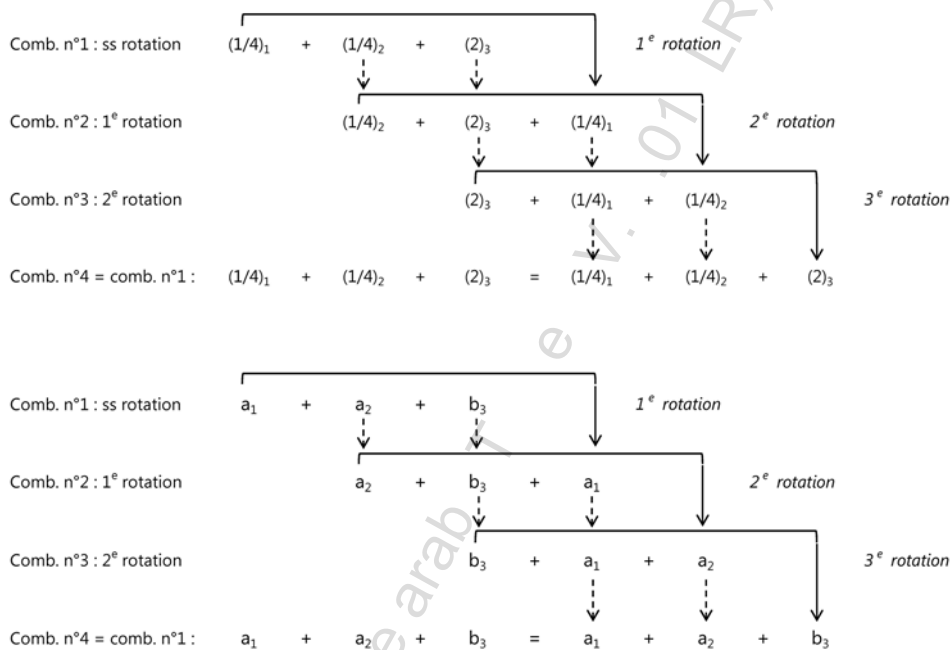 Comb. n°1 : ss rotation (1/4)₁ + (1/4)₂ + (2)₃ 1ᵉ rotation
Comb. n°2 : 1ᵉ rotation (1/4)₂ + (2)₃ + (1/4)₁ 2ᵉ rotation
Comb. n°3 : 2ᵉ rotation (2)₃ + (1/4)₁ + (1/4)₂ 3ᵉ rotation
Comb. n°4 = comb. n°1 : (1/4)₁ + (1/4)₂ + (2)₃ = (1/4)₁ + (1/4)₂ + (2)₃
Comb. n°1 : ss rotation a₁ + a₂ + b₃ 1ᵉ rotation
Comb. n°2 : 1ᵉ rotation a₂ + b₃ + a₁ 2ᵉ rotation
Comb. n°3 : 2ᵉ rotation b₃ + a₁ + a₂ 3ᵉ rotation
Comb. n°4 = comb. n°1 : a₁ + a₂ + b₃ = a₁ + a₂ + b₃
e arab T e v. .01 LR)